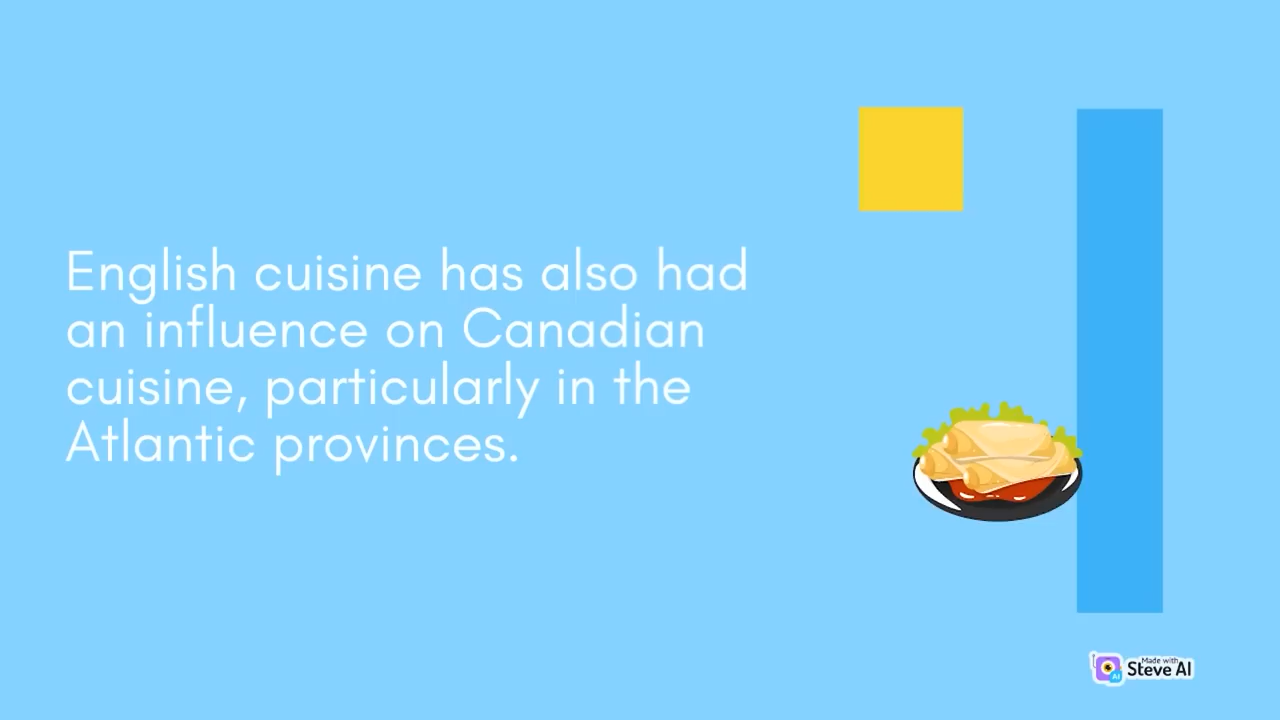 English cuisine has also had
an influence on Canadian
cuisine, particularly in the
Atlantic provinces.
Made with
Steve AI
AI